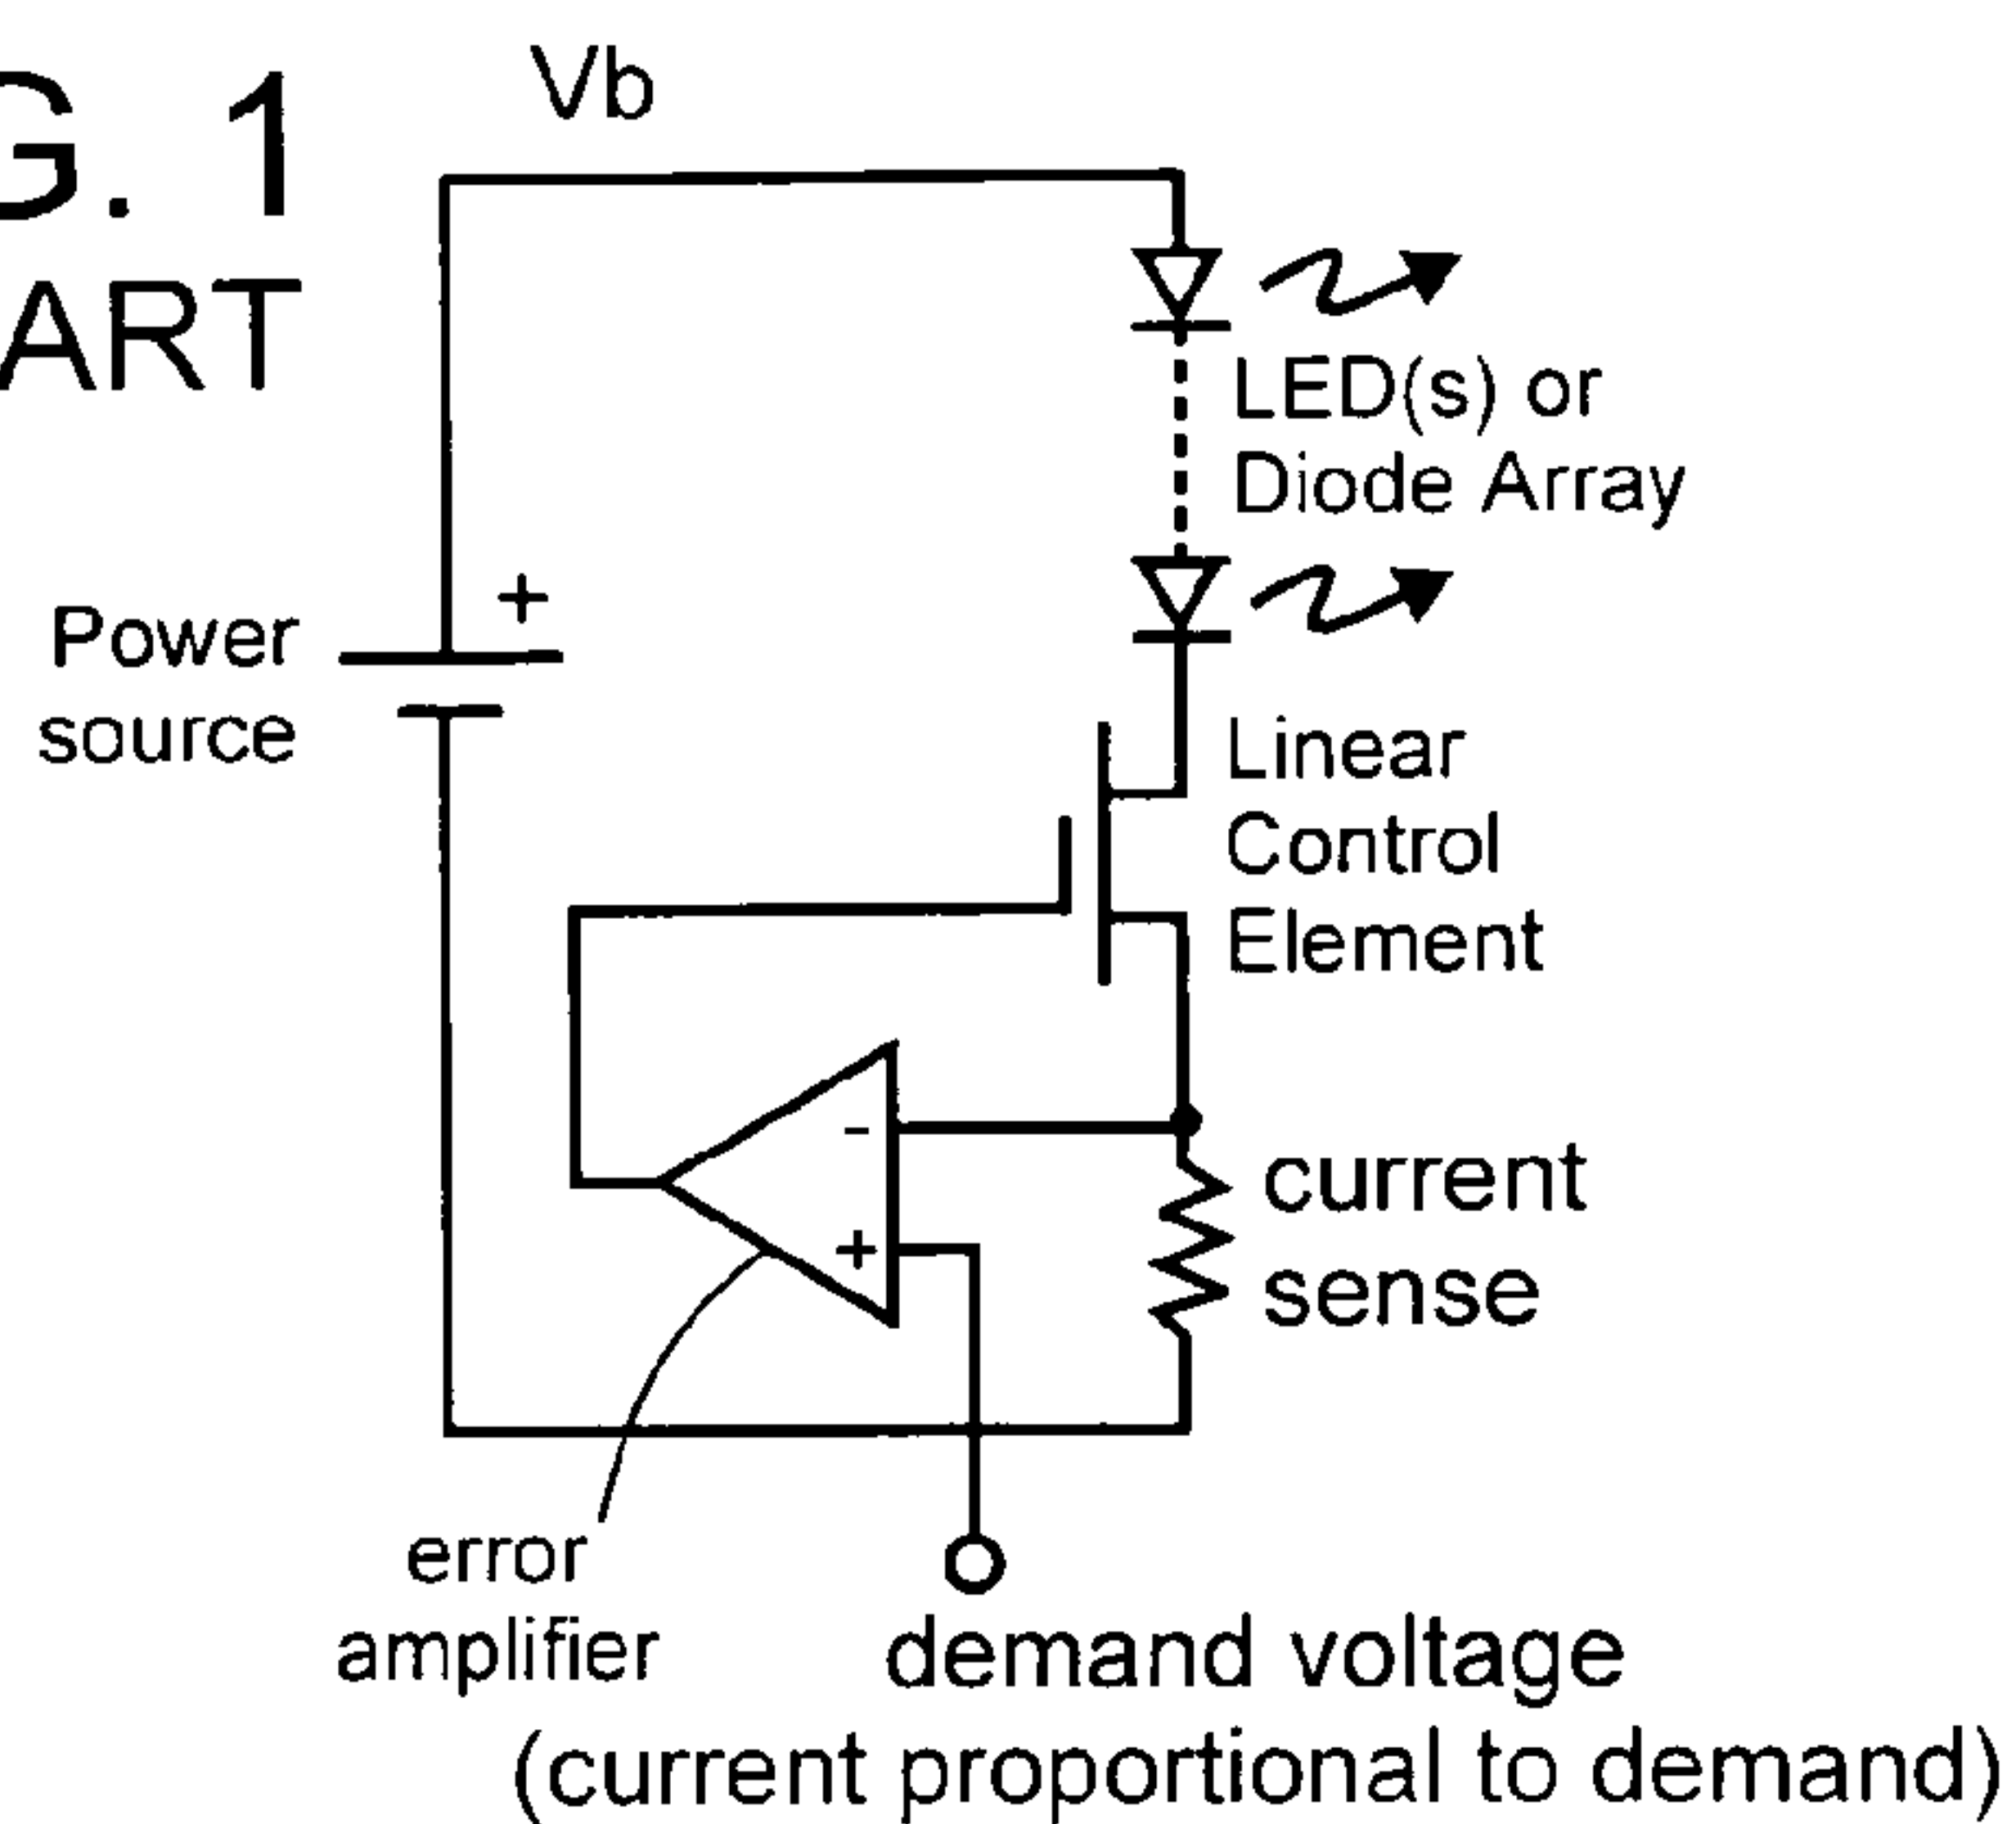 G. 1
ART
Vb
+
Power
source
LED(s) or
Diode Array
Linear
Control
Element
-
+
current
sense
error
amplifier
demand voltage
(current proportional to demand)